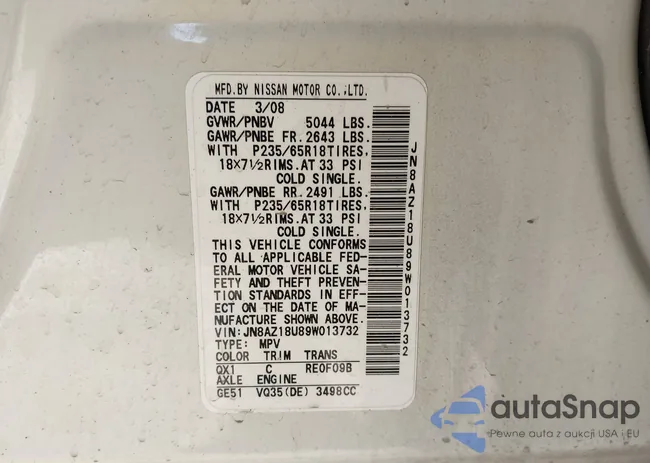 MFD.BY NISSAN MOTOR CO.,LTD.
DATE 3/08
GVWR/PNBV 5044 LBS.
GAWR/PNBE FR. 2643 LBS.
WITH P235/65R18TIRES,
18X7½RIMS.AT 33 PSI
COLD SINGLE.
GAWR/PNBE RR. 2491 LBS.
WITH P235/65R18TIRES,
18X7½RIMS.AT 33 PSI
COLD SINGLE.
THIS VEHICLE CONFORMS
TO ALL APPLICABLE FED-
ERAL MOTOR VEHICLE SA-
FETY AND THEFT PREVEN-
TION STANDARDS IN EFF-
ECT ON THE DATE OF MA-
NUFACTURE SHOWN ABOVE.
VIN:JN8AZ18U89W013732
TYPE: MPV
COLOR TRIM TRANS
QX1 C RE0F09B
AXLE ENGINE
GE51 VQ35(DE) 3498CC
JN8AZ18U89W013732
autaSnap
Pewne auta z aukcji USA i EU